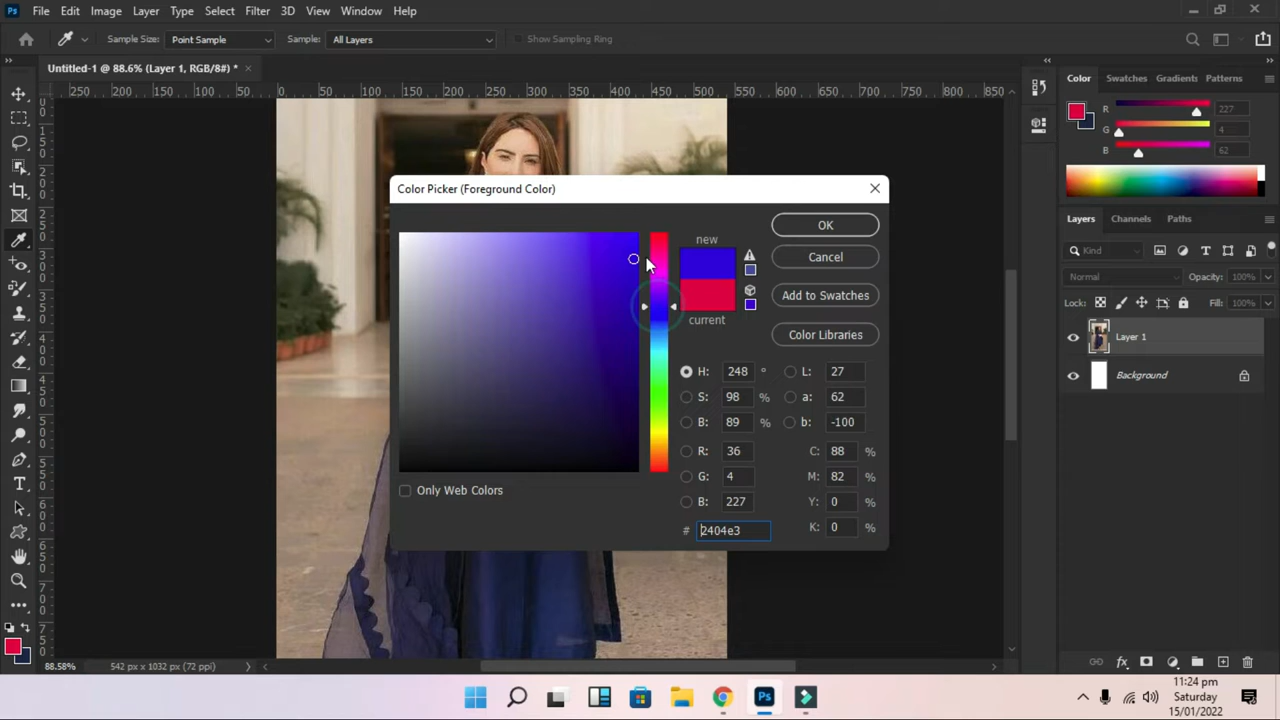 Ps File Edit Image Layer Type Select Filter 3D View Window Help
Sample Size: Point Sample Sample: All Layers Show Sampling Ring
Untitled-1 @ 88.6% (Layer 1, RGB/8#) * ×
250 200 150 100 50 0 50 100 150 200 250 300 350 400 450 500 550 600 650 700 750 800 850
Color Swatches Gradients Patterns
R 227
G 4
B 62
Color Picker (Foreground Color)
new
current
OK
Cancel
Add to Swatches
Color Libraries
H: 248 ° L: 27
S: 98 % a: 62
B: 89 % b: -100
R: 36 C: 88 %
G: 4 M: 82 %
B: 227 Y: 0 %
# 2404e3 K: 0 %
Only Web Colors
Layers Channels Paths
Kind
Normal Opacity: 100%
Lock: Fill: 100%
Layer 1
Background
88.58% 542 px x 1032 px (72 ppi)
Ps
11:24 pm
Saturday
15/01/2022